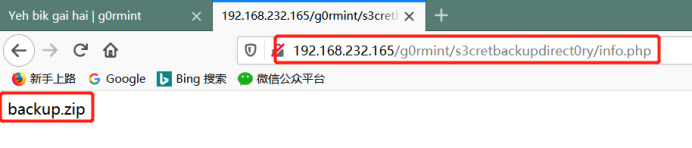 Yeh bik gai hai | g0rmint
192.168.232.165/g0rmint/s3cret
192.168.232.165/g0rmint/s3cretbackupdirect0ry/info.php
新手上路 Google Bing 搜索 微信公众平台
backup.zip